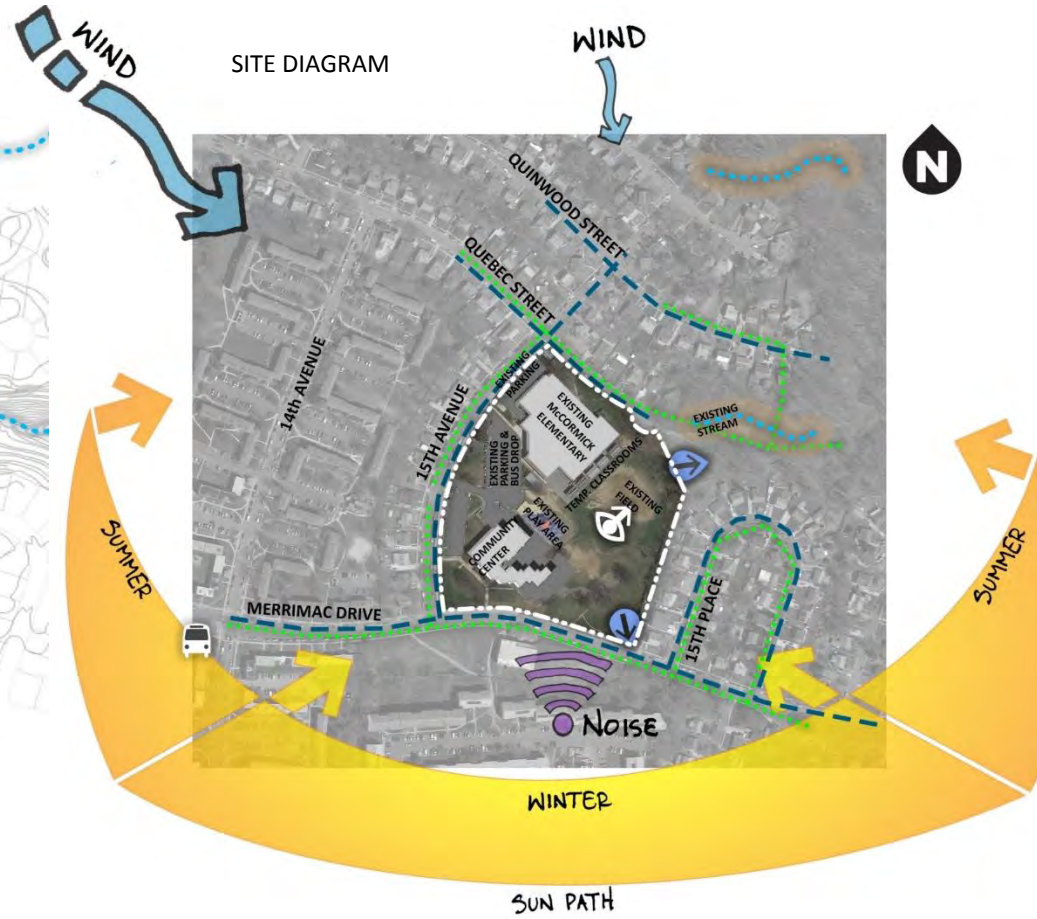 WIND
SITE DIAGRAM
WIND
N
QUINWOOD STREET
QUEBEC STREET
14th AVENUE
15TH AVENUE
EXISTING
PARKING
EXISTING
McCORMICK
ELEMENTARY
EXISTING
STREAM
EXISTING
PARKING &
BUS DROP
TEMP. CLASSROOMS
EXISTING
FIELD
EXISTING
PLAY AREA
COMMUNITY
CENTER
SUMMER
SUMMER
15TH PLACE
MERRIMAC DRIVE
NOISE
WINTER
SUN PATH